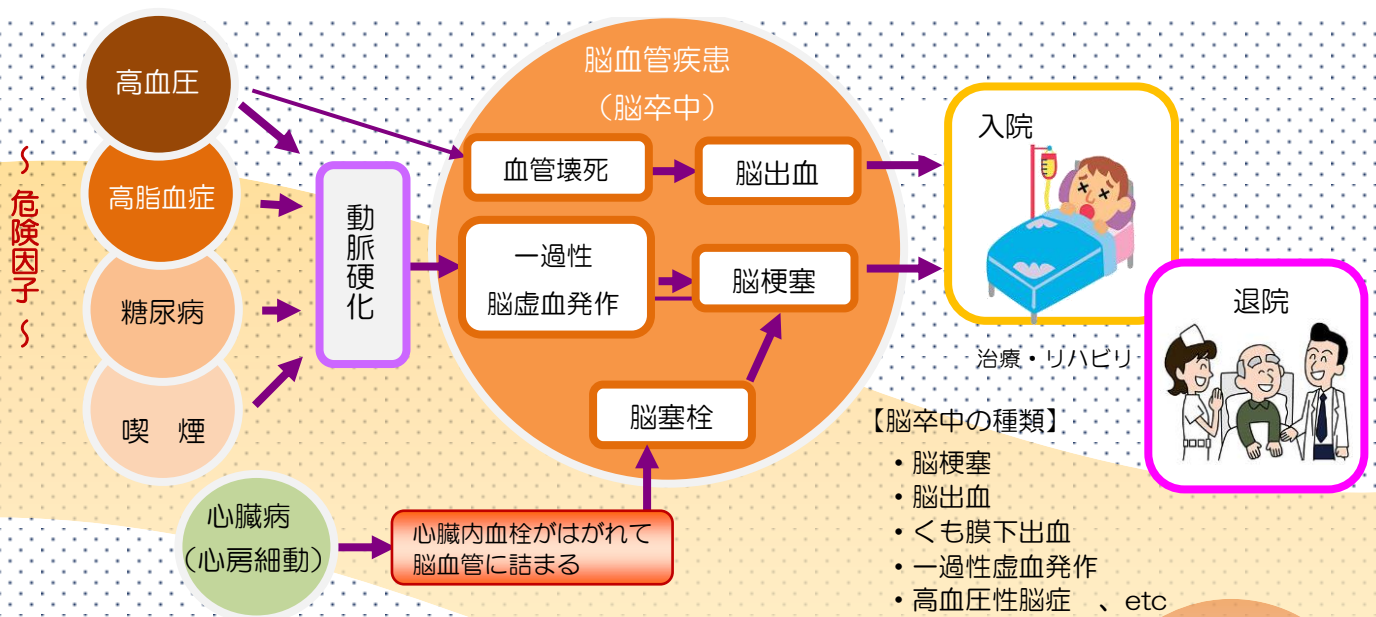 ~ 危険因子 ~
高血圧
高脂血症
糖尿病
喫　煙
心臓病
（心房細動）
動脈硬化
脳血管疾患
（脳卒中）
血管壊死
脳出血
一過性
脳虚血発作
脳梗塞
脳塞栓
心臓内血栓がはがれて
脳血管に詰まる
入院
治療・リハビリ
退院
【脳卒中の種類】
・脳梗塞
・脳出血
・くも膜下出血
・一過性虚血発作
・高血圧性脳症　、etc